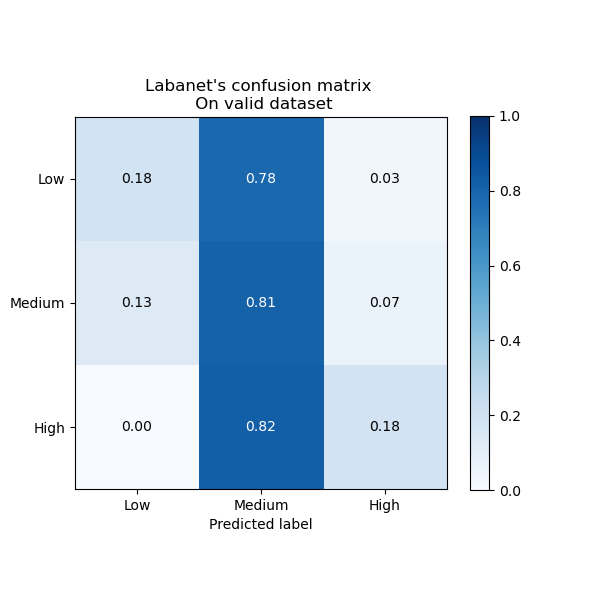 Labanet's confusion matrix
On valid dataset
Low 0.18 0.78 0.03
Medium 0.13 0.81 0.07
High 0.00 0.82 0.18
Low Medium High
Predicted label
1.0
0.8
0.6
0.4
0.2
0.0